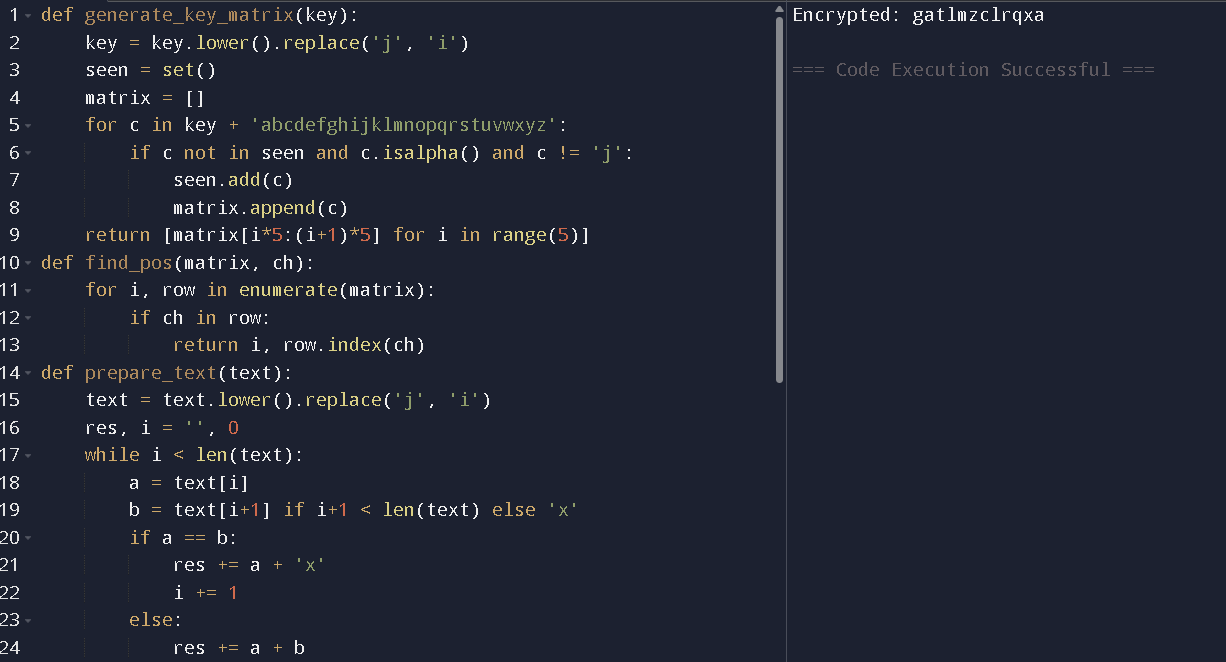 1 def generate_key_matrix(key):
2     key = key.lower().replace('j', 'i')
3     seen = set()
4     matrix = []
5     for c in key + 'abcdefghijklmnopqrstuvwxyz':
6         if c not in seen and c.isalpha() and c != 'j':
7             seen.add(c)
8             matrix.append(c)
9     return [matrix[i*5:(i+1)*5] for i in range(5)]
10 def find_pos(matrix, ch):
11     for i, row in enumerate(matrix):
12         if ch in row:
13             return i, row.index(ch)
14 def prepare_text(text):
15     text = text.lower().replace('j', 'i')
16     res, i = '', 0
17     while i < len(text):
18         a = text[i]
19         b = text[i+1] if i+1 < len(text) else 'x'
20         if a == b:
21             res += a + 'x'
22             i += 1
23         else:
24             res += a + b
Encrypted: gatlmzclrqxa
=== Code Execution Successful ===